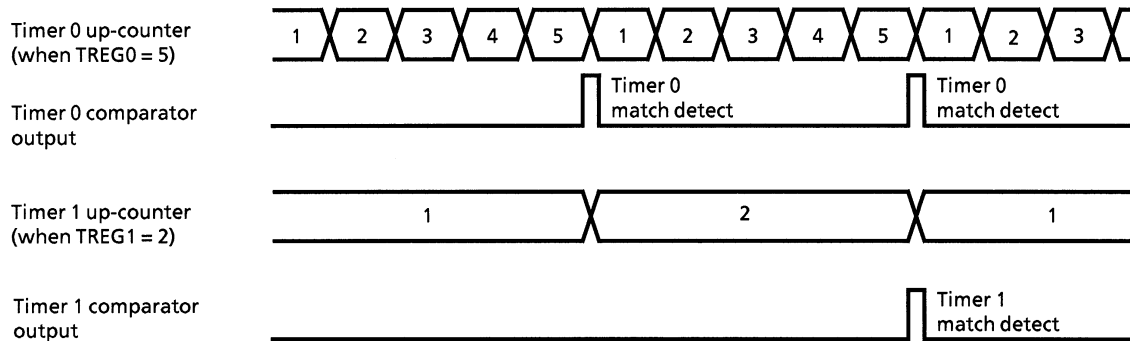 Timer 0 up-counter
(when TREG0 = 5)
1 2 3 4 5 1 2 3 4 5 1 2 3
Timer 0 comparator
output
Timer 0
match detect
Timer 0
match detect
Timer 1 up-counter
(when TREG1 = 2)
1 2 1
Timer 1 comparator
output
Timer 1
match detect